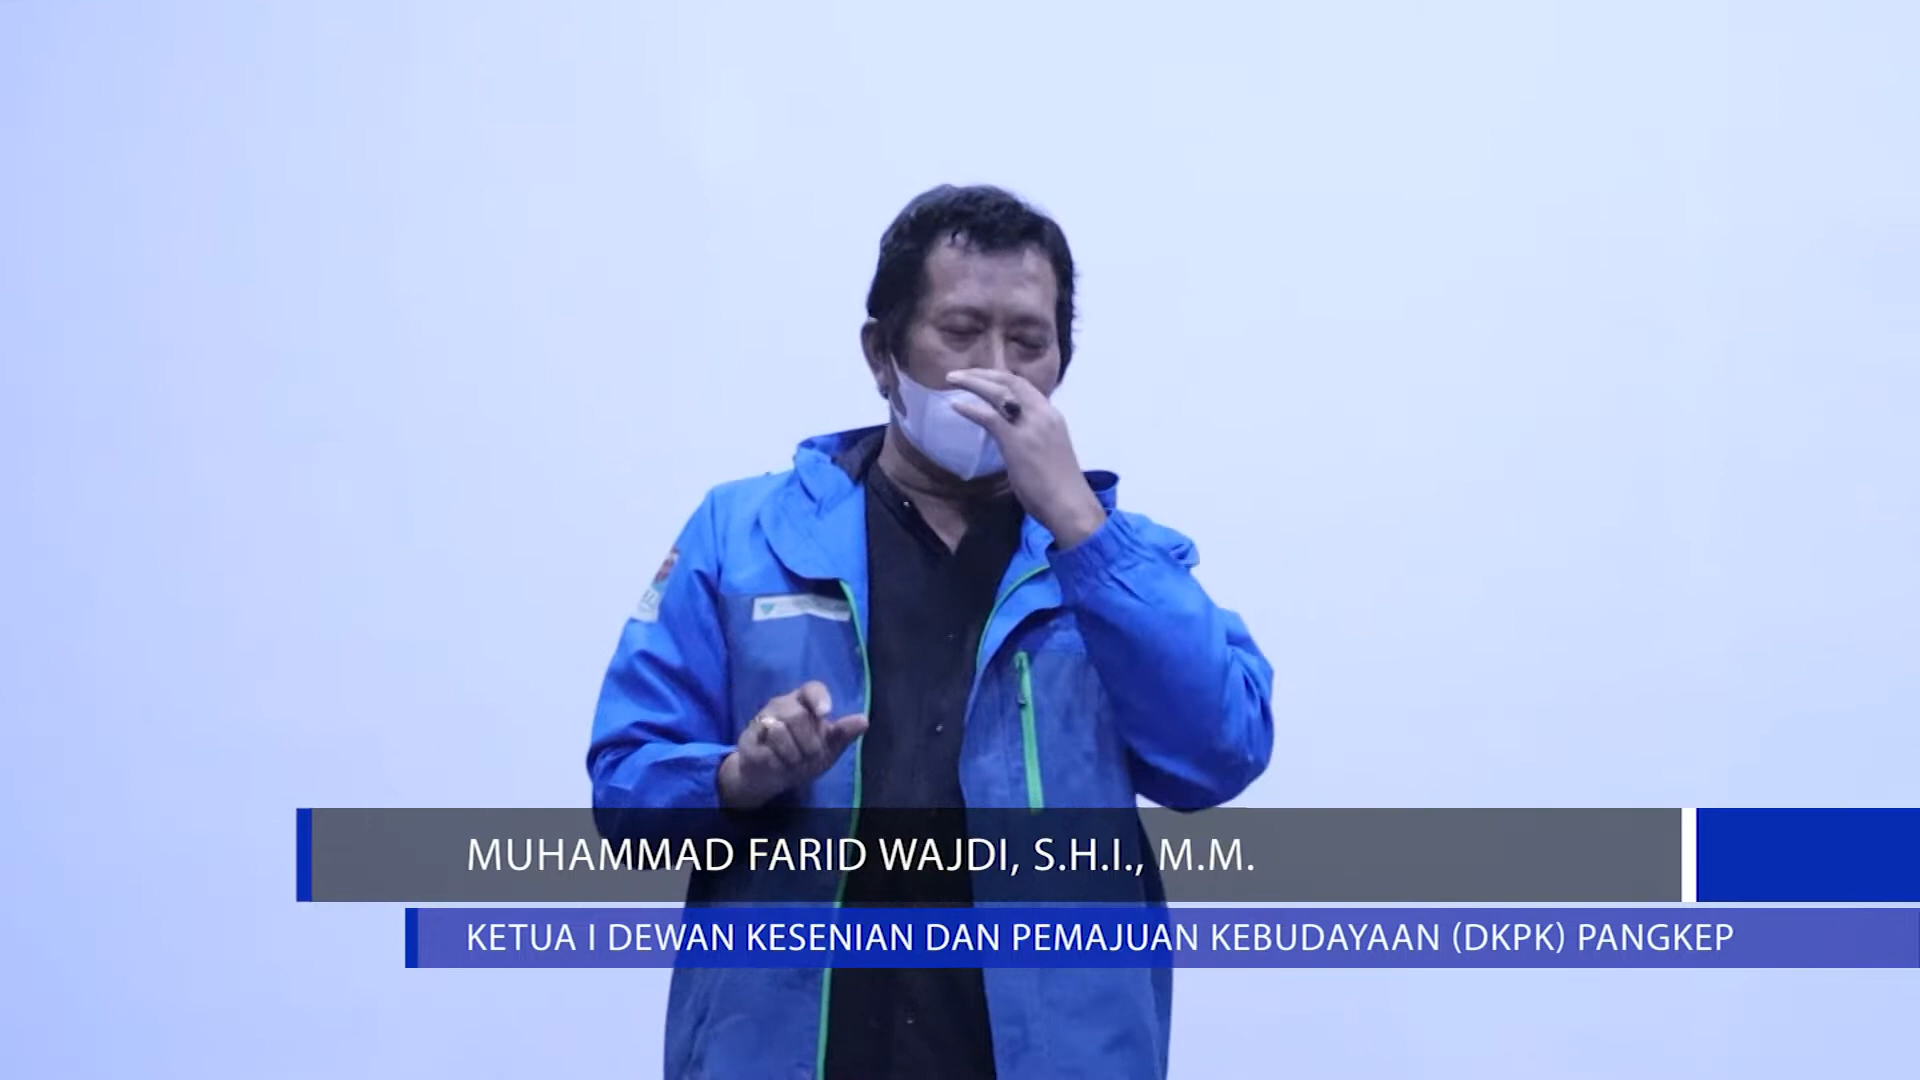 MUHAMMAD FARID WAJDI, S.H.I., M.M.
KETUA I DEWAN KESENIAN DAN PEMAJUAN KEBUDAYAAN (DKPK) PANGKEP